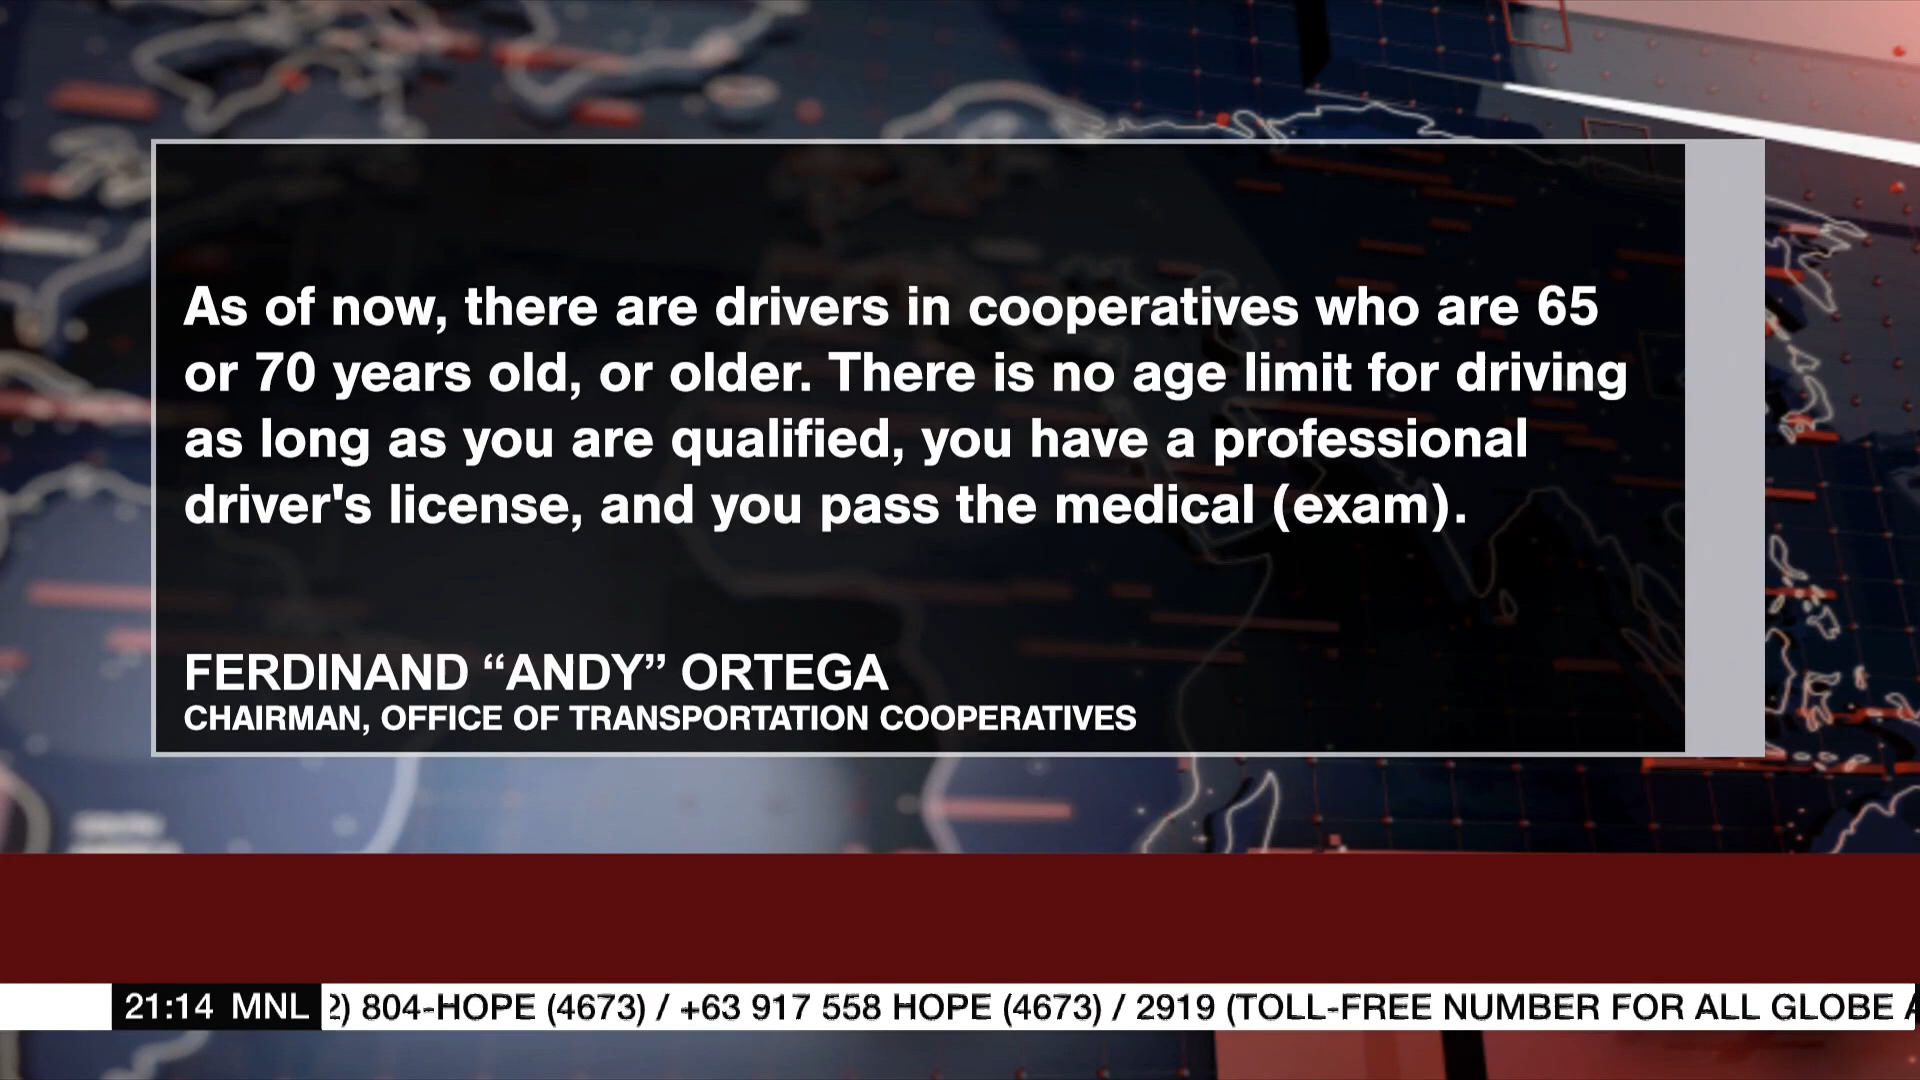 As of now, there are drivers in cooperatives who are 65
or 70 years old, or older. There is no age limit for driving
as long as you are qualified, you have a professional
driver's license, and you pass the medical (exam).
FERDINAND “ANDY” ORTEGA
CHAIRMAN, OFFICE OF TRANSPORTATION COOPERATIVES
21:14 MNL 2) 804-HOPE (4673) / +63 917 558 HOPE (4673) / 2919 (TOLL-FREE NUMBER FOR ALL GLOBE